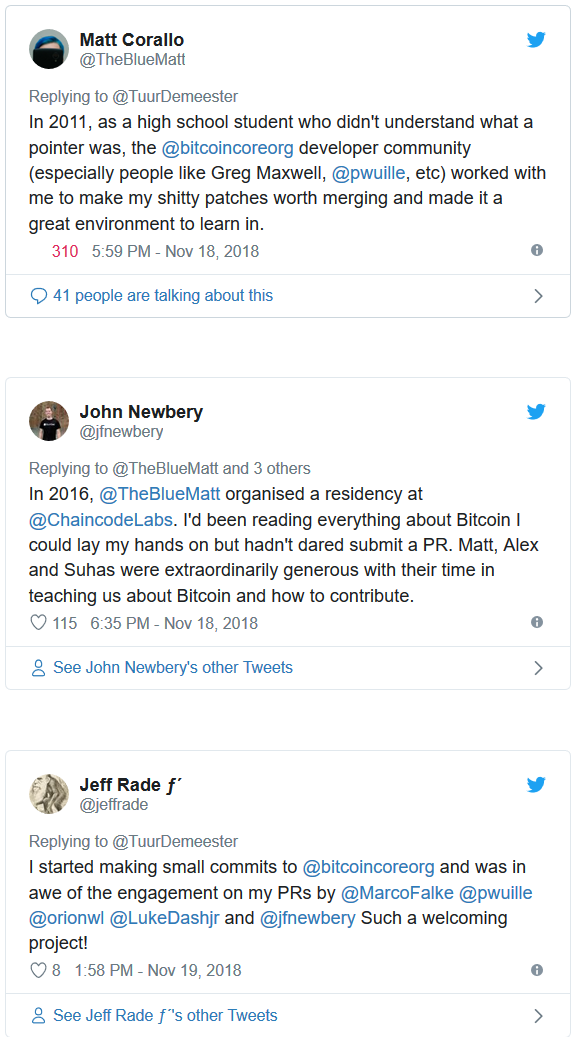 Matt Corallo
@TheBlueMatt
Replying to @TuurDemeester
In 2011, as a high school student who didn't understand what a
pointer was, the @bitcoincoreorg developer community
(especially people like Greg Maxwell, @pwuille, etc) worked with
me to make my shitty patches worth merging and made it a
great environment to learn in.
310 5:59 PM - Nov 18, 2018
41 people are talking about this
John Newbery
@jfnewbery
Replying to @TheBlueMatt and 3 others
In 2016, @TheBlueMatt organised a residency at
@ChaincodeLabs. I'd been reading everything about Bitcoin I
could lay my hands on but hadn't dared submit a PR. Matt, Alex
and Suhas were extraordinarily generous with their time in
teaching us about Bitcoin and how to contribute.
115 6:35 PM - Nov 18, 2018
See John Newbery's other Tweets
Jeff Rade ƒ´
@jeffrade
Replying to @TuurDemeester
I started making small commits to @bitcoincoreorg and was in
awe of the engagement on my PRs by @MarcoFalke @pwuille
@orionwl @LukeDashjr and @jfnewbery Such a welcoming
project!
8 1:58 PM - Nov 19, 2018
See Jeff Rade ƒ´'s other Tweets